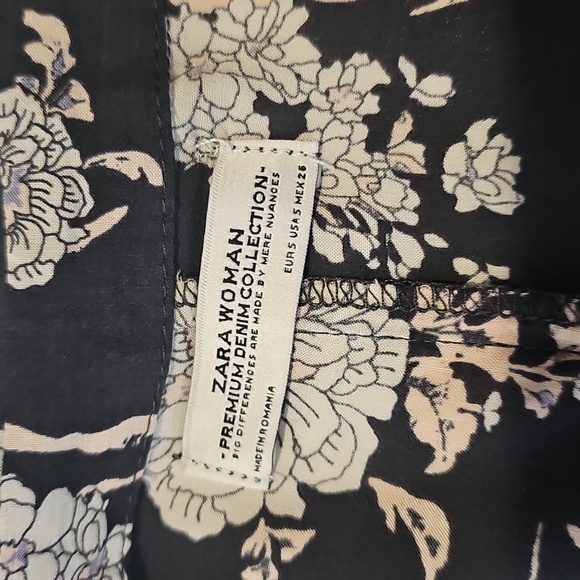 ZARA WOMAN
-PREMIUM DENIM COLLECTION-
BIG DIFFERENCES ARE MADE BY MERE NUANCES
EUR S USA S MEX 26
MADE IN ROMANIA